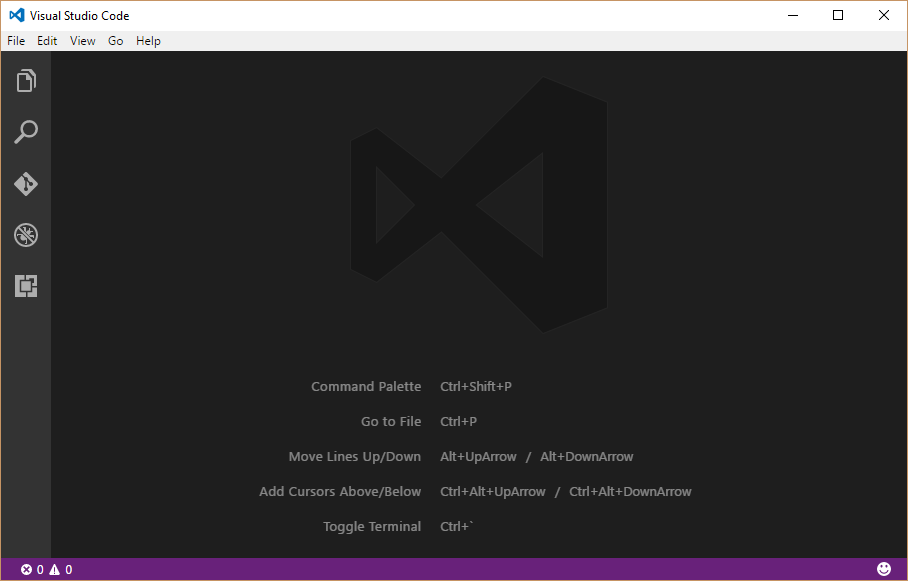 Visual Studio Code
File Edit View Go Help
Command Palette Ctrl+Shift+P
Go to File Ctrl+P
Move Lines Up/Down Alt+UpArrow / Alt+DownArrow
Add Cursors Above/Below Ctrl+Alt+UpArrow / Ctrl+Alt+DownArrow
Toggle Terminal Ctrl+`
0 0